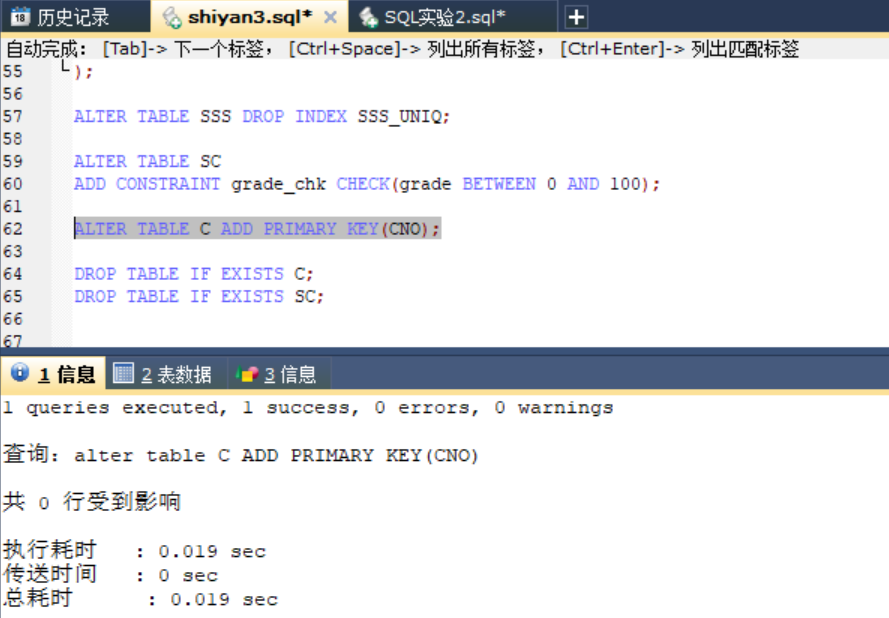 18 历史记录 shiyan3.sql* × SQL实验2.sql* +
自动完成: [Tab]-> 下一个标签, [Ctrl+Space]-> 列出所有标签, [Ctrl+Enter]-> 列出匹配标签
55 );
56
57 ALTER TABLE SSS DROP INDEX SSS_UNIQ;
58
59 ALTER TABLE SC
60 ADD CONSTRAINT grade_chk CHECK(grade BETWEEN 0 AND 100);
61
62 ALTER TABLE C ADD PRIMARY KEY(CNO);
63
64 DROP TABLE IF EXISTS C;
65 DROP TABLE IF EXISTS SC;
66
67
1 信息 2 表数据 3 信息
1 queries executed, 1 success, 0 errors, 0 warnings
查询: alter table C ADD PRIMARY KEY(CNO)
共 0 行受到影响
执行耗时 : 0.019 sec
传送时间 : 0 sec
总耗时 : 0.019 sec